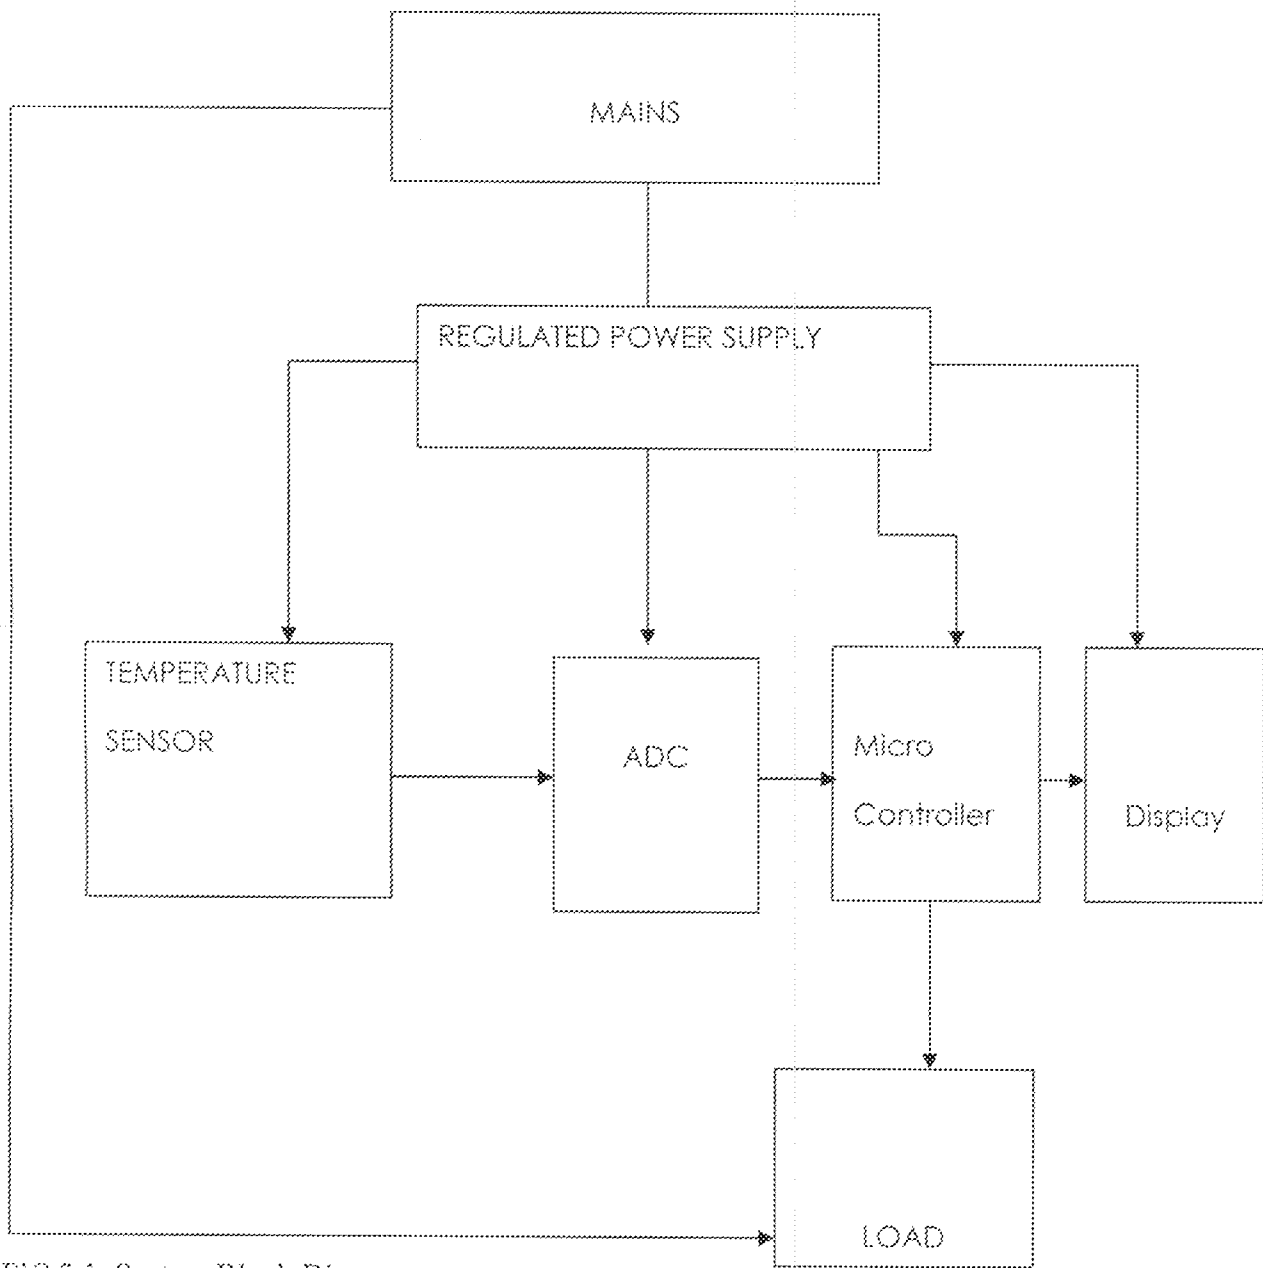 MAINS
REGULATED POWER SUPPLY
TEMPERATURE
SENSOR
ADC
Micro
Controller
Display
LOAD